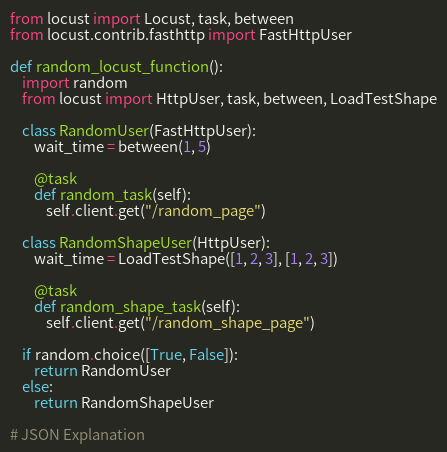 from locust import Locust, task, between
from locust.contrib.fasthttp import FastHttpUser

def random_locust_function():
    import random
    from locust import HttpUser, task, between, LoadTestShape

    class RandomUser(FastHttpUser):
        wait_time = between(1, 5)

        @task
        def random_task(self):
            self.client.get("/random_page")

    class RandomShapeUser(HttpUser):
        wait_time = LoadTestShape([1, 2, 3], [1, 2, 3])

        @task
        def random_shape_task(self):
            self.client.get("/random_shape_page")

    if random.choice([True, False]):
        return RandomUser
    else:
        return RandomShapeUser

# JSON Explanation